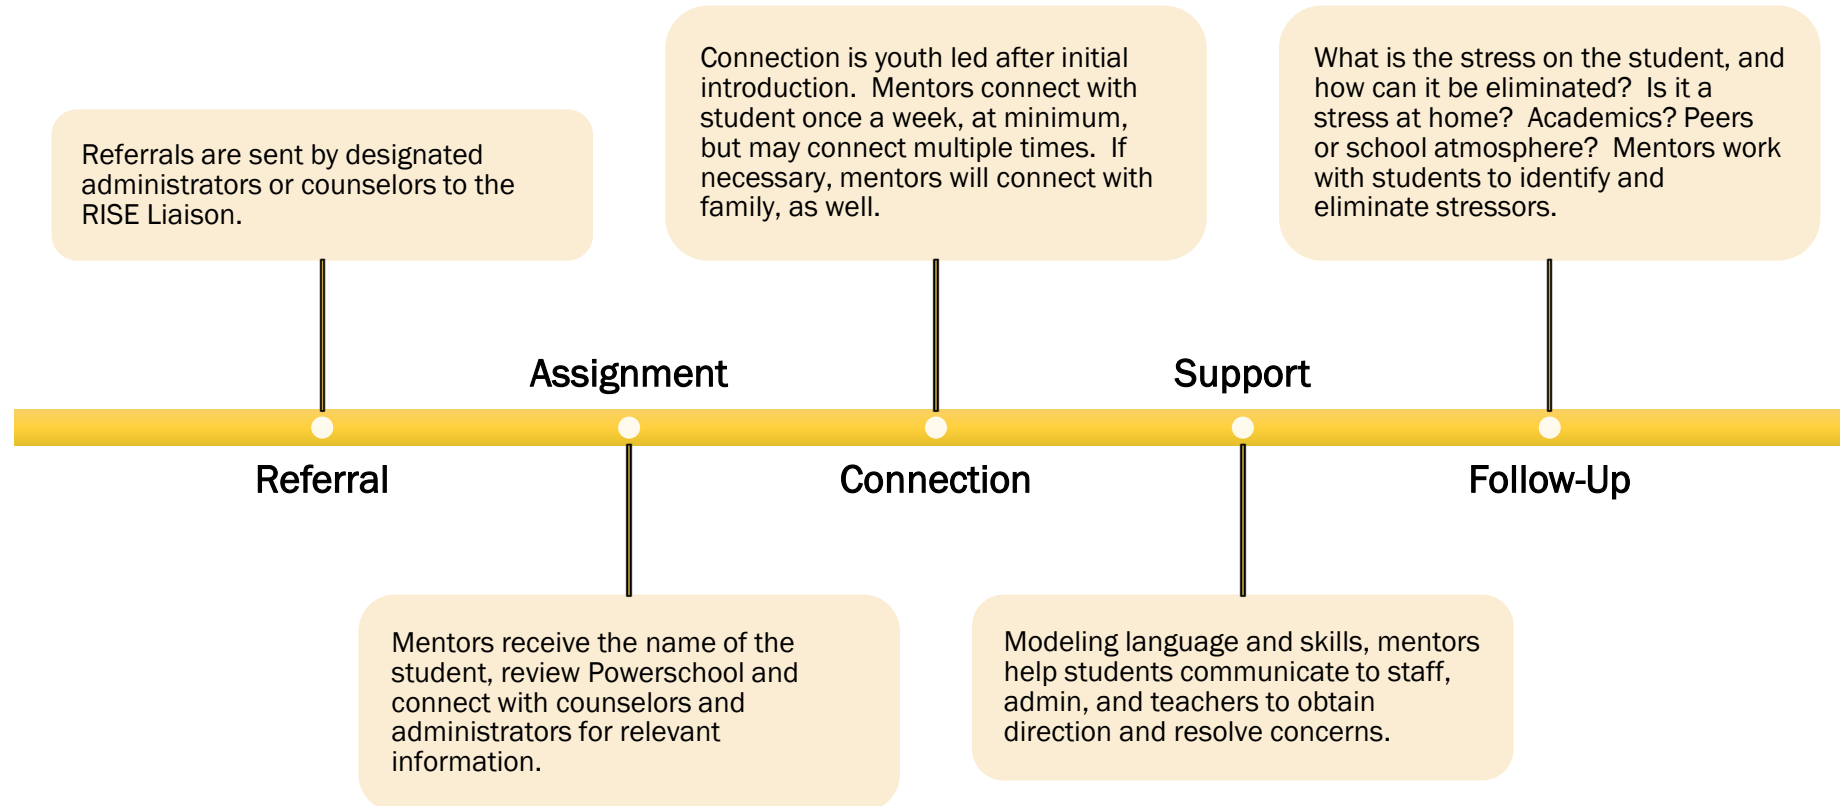 Referrals are sent by designated
administrators or counselors to the
RISE Liaison.
Referral
Assignment
Mentors receive the name of the
student, review Powerschool and
connect with counselors and
administrators for relevant
information.
Connection is youth led after initial
introduction.  Mentors connect with
student once a week, at minimum,
but may connect multiple times.  If
necessary, mentors will connect with
family, as well.
Connection
Support
Modeling language and skills, mentors
help students communicate to staff,
admin, and teachers to obtain
direction and resolve concerns.
What is the stress on the student, and
how can it be eliminated?  Is it a
stress at home?  Academics? Peers
or school atmosphere?  Mentors work
with students to identify and
eliminate stressors.
Follow-Up